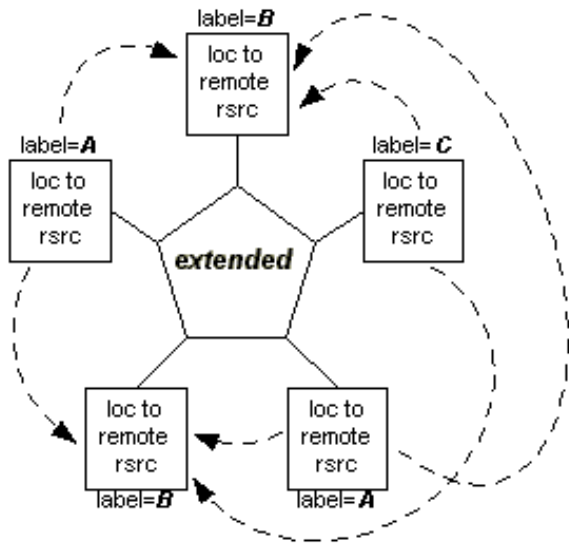 label=B
loc to
remote
rsrc
label=A
loc to
remote
rsrc
label=C
loc to
remote
rsrc
extended
loc to
remote
rsrc
label=B
loc to
remote
rsrc
label=A